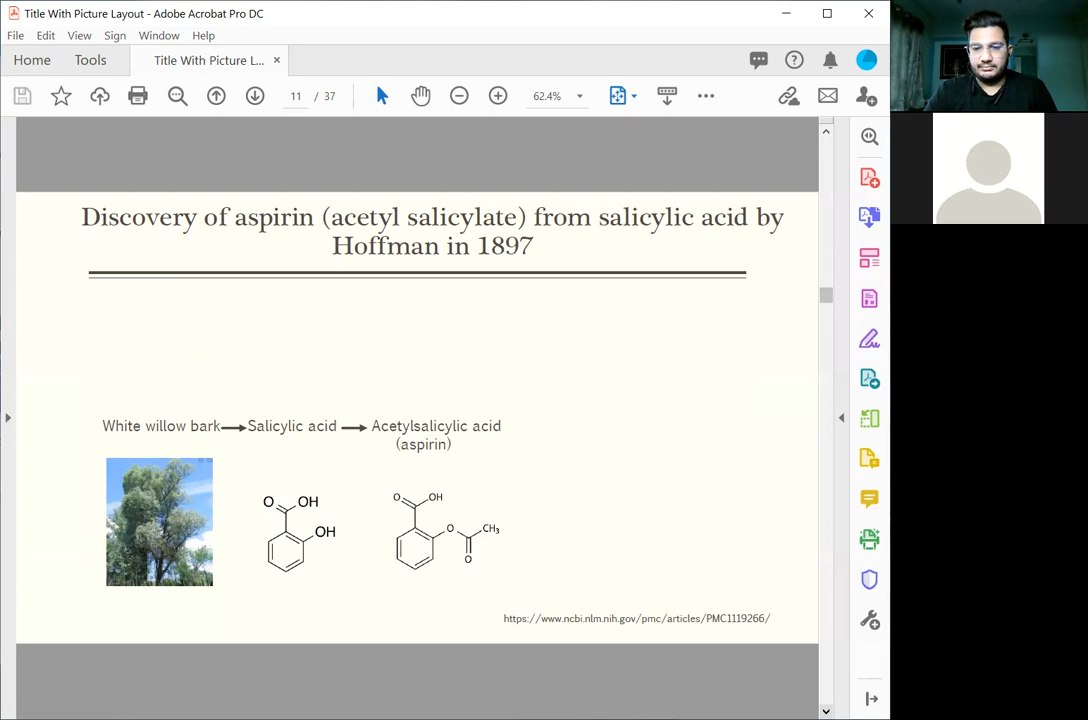 Title With Picture Layout - Adobe Acrobat Pro DC
File Edit View Sign Window Help
Home Tools Title With Picture L... ×
11 / 37 62.4%
Discovery of aspirin (acetyl salicylate) from salicylic acid by
Hoffman in 1897
White willow bark Salicylic acid Acetylsalicylic acid
(aspirin)
O OH
OH
O OH
O CH3
O
https://www.ncbi.nlm.nih.gov/pmc/articles/PMC1119266/